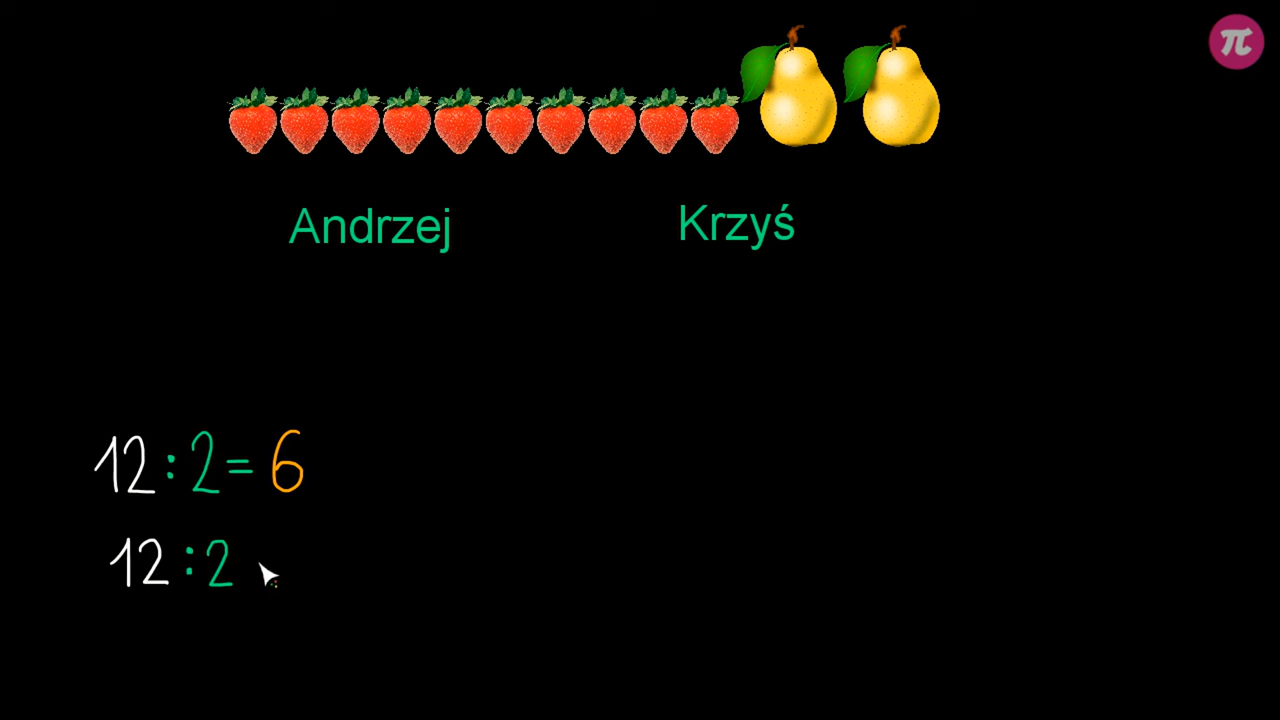 π
Andrzej Krzyś
12 : 2 = 6
12 : 2